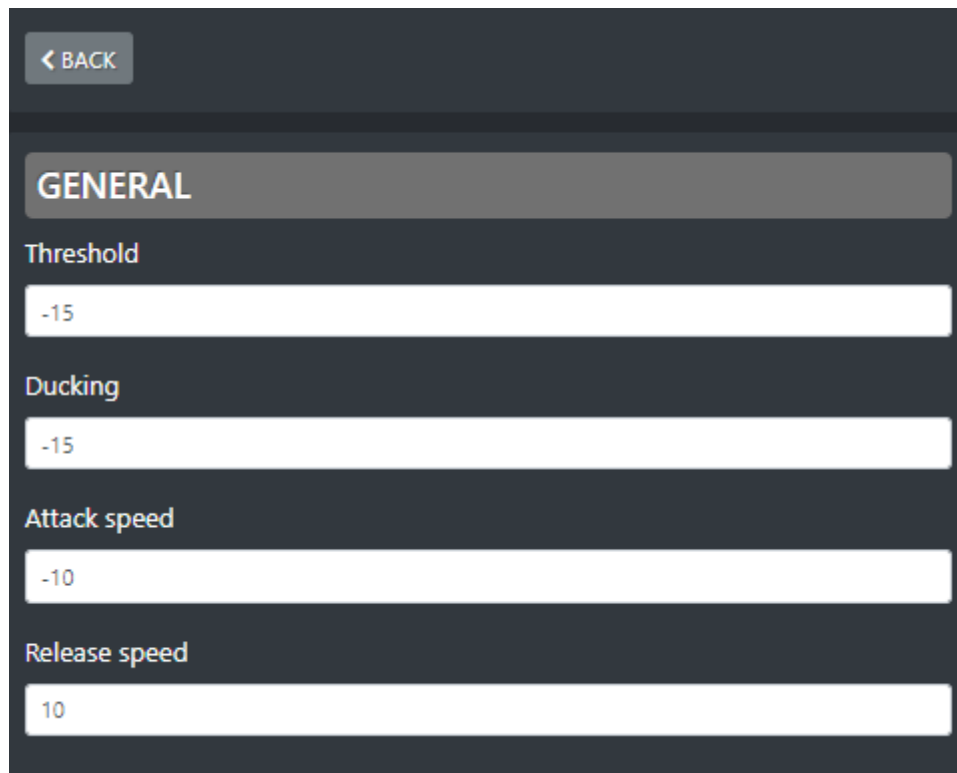 BACK
GENERAL
Threshold
-15
Ducking
-15
Attack speed
-10
Release speed
10